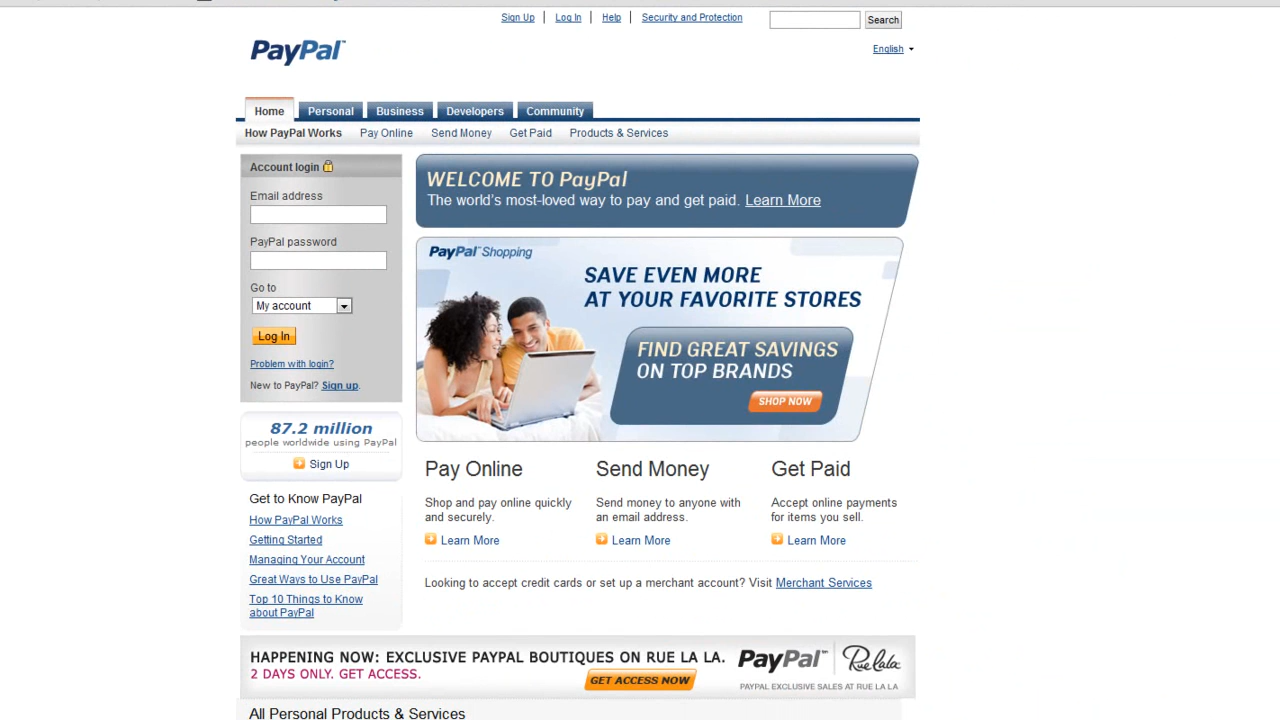 Sign Up | Log In | Help | Security and Protection
Search
PayPal™
English
Home Personal Business Developers Community
How PayPal Works Pay Online Send Money Get Paid Products & Services
Account login
Email address
PayPal password
Go to
My account
Log In
Problem with login?
New to PayPal? Sign up.
87.2 million
people worldwide using PayPal
Sign Up
Get to Know PayPal
How PayPal Works
Getting Started
Managing Your Account
Great Ways to Use PayPal
Top 10 Things to Know
about PayPal
WELCOME TO PayPal
The world's most-loved way to pay and get paid. Learn More
PayPal™ Shopping
SAVE EVEN MORE
AT YOUR FAVORITE STORES
FIND GREAT SAVINGS
ON TOP BRANDS
SHOP NOW
Pay Online
Shop and pay online quickly
and securely.
Learn More
Send Money
Send money to anyone with
an email address.
Learn More
Get Paid
Accept online payments
for items you sell.
Learn More
Looking to accept credit cards or set up a merchant account? Visit Merchant Services
HAPPENING NOW: EXCLUSIVE PAYPAL BOUTIQUES ON RUE LA LA.
2 DAYS ONLY. GET ACCESS.
GET ACCESS NOW
PayPal™ Rue lala
PAYPAL EXCLUSIVE SALES AT RUE LA LA
All Personal Products & Services